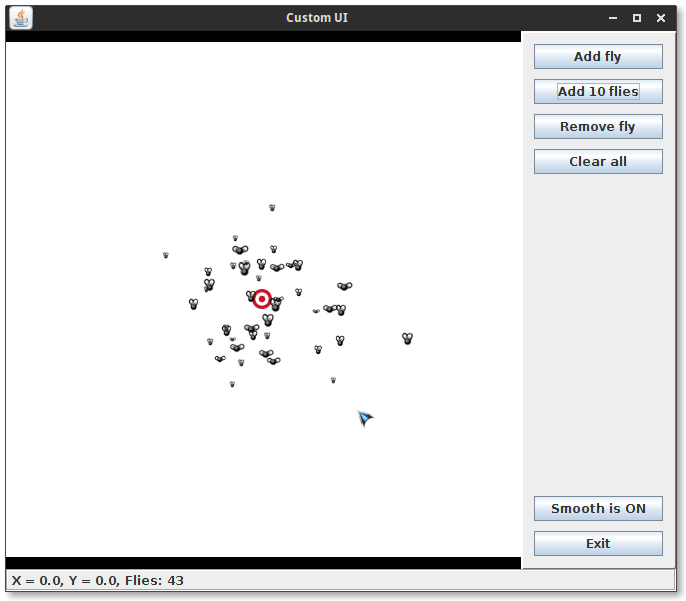 Custom UI
Add fly
Add 10 flies
Remove fly
Clear all
Smooth is ON
Exit
X = 0.0, Y = 0.0, Flies: 43